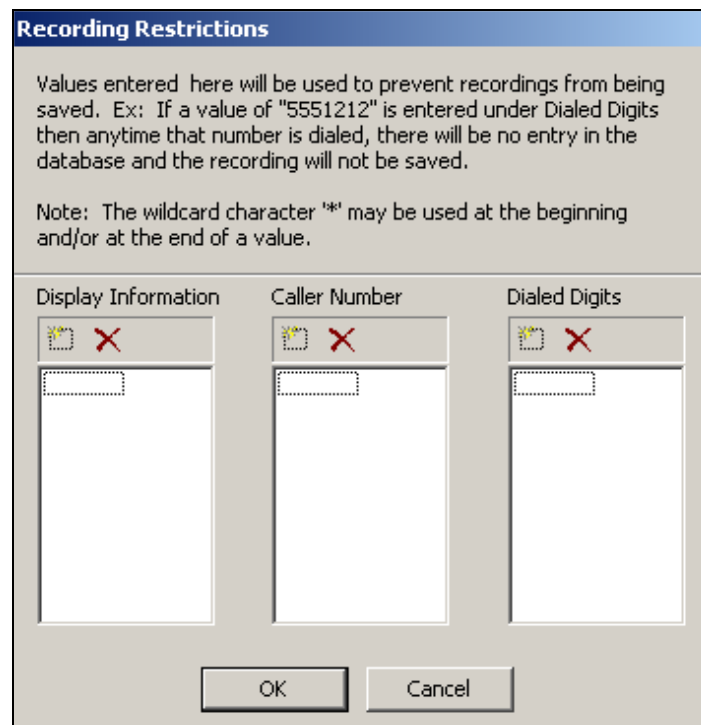 Recording Restrictions
Values entered  here will be used to prevent recordings from being
saved.  Ex:  If a value of "5551212" is entered under Dialed Digits
then anytime that number is dialed, there will be no entry in the
database and the recording will not be saved.
Note:  The wildcard character '*' may be used at the beginning
and/or at the end of a value.
Display Information
Caller Number
Dialed Digits
OK
Cancel